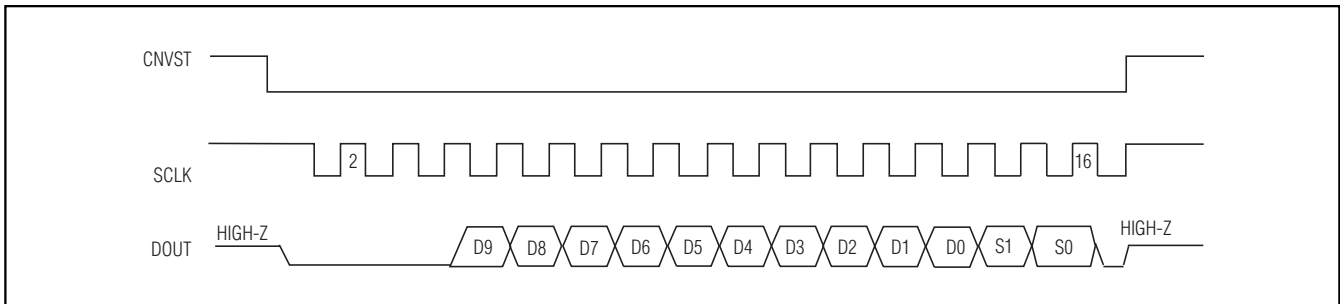 CNVST
SCLK
2
16
DOUT
HIGH-Z
D9
D8
D7
D6
D5
D4
D3
D2
D1
D0
S1
S0
HIGH-Z